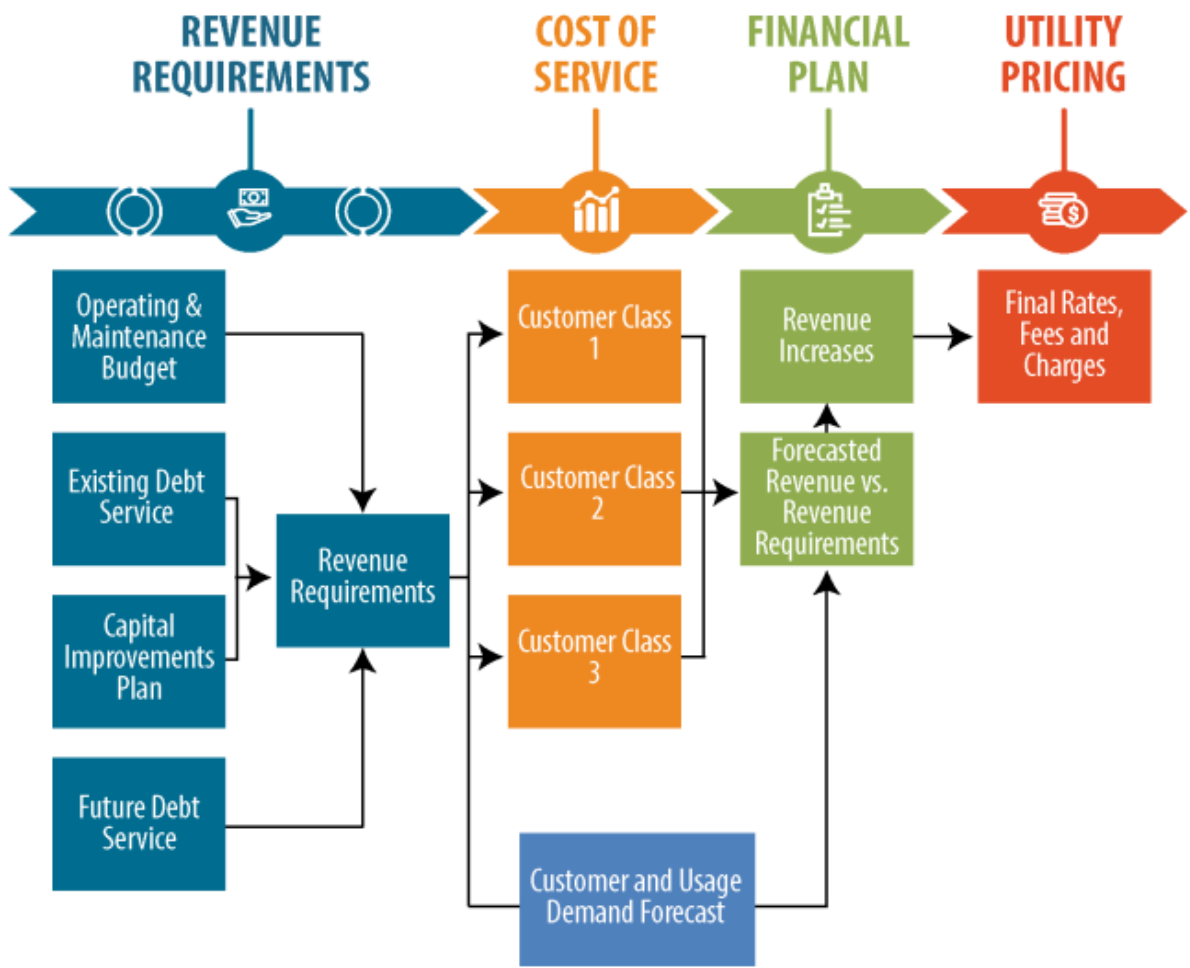 REVENUE
REQUIREMENTS
COST OF
SERVICE
FINANCIAL
PLAN
UTILITY
PRICING
$
Operating &
Maintenance
Budget
Existing Debt
Service
Capital
Improvements
Plan
Future Debt
Service
Revenue
Requirements
Customer Class
1
Customer Class
2
Customer Class
3
Customer and Usage
Demand Forecast
Revenue
Increases
Forecasted
Revenue vs.
Revenue
Requirements
Final Rates,
Fees and
Charges